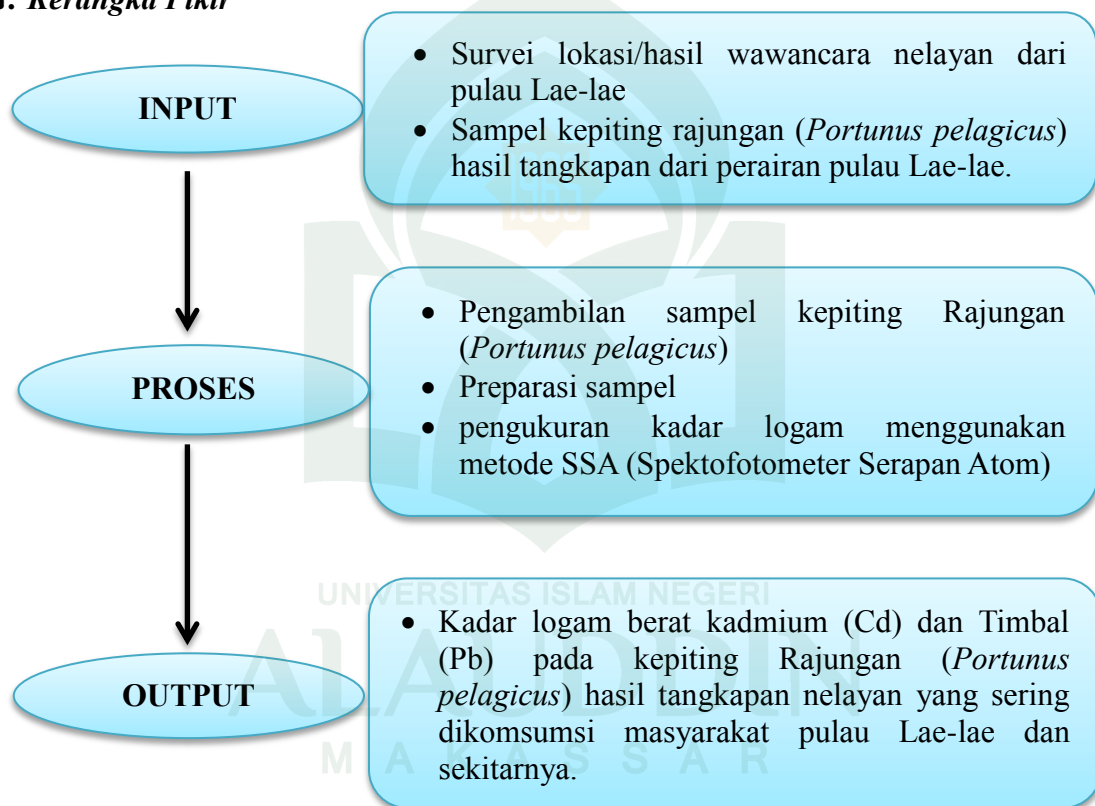 Kerangka Pikir
INPUT
• Survei lokasi/hasil wawancara nelayan dari
pulau Lae-lae
• Sampel kepiting rajungan (Portunus pelagicus)
hasil tangkapan dari perairan pulau Lae-lae.
1965
PROSES
• Pengambilan sampel kepiting Rajungan
(Portunus pelagicus)
• Preparasi sampel
• pengukuran kadar logam menggunakan
metode SSA (Spektofotometer Serapan Atom)
OUTPUT
• Kadar logam berat kadmium (Cd) dan Timbal
(Pb) pada kepiting Rajungan (Portunus
pelagicus) hasil tangkapan nelayan yang sering
dikomsumsi masyarakat pulau Lae-lae dan
sekitarnya.
UNIVERSITAS ISLAM NEGERI
ALAUDDIN
MAKASSAR